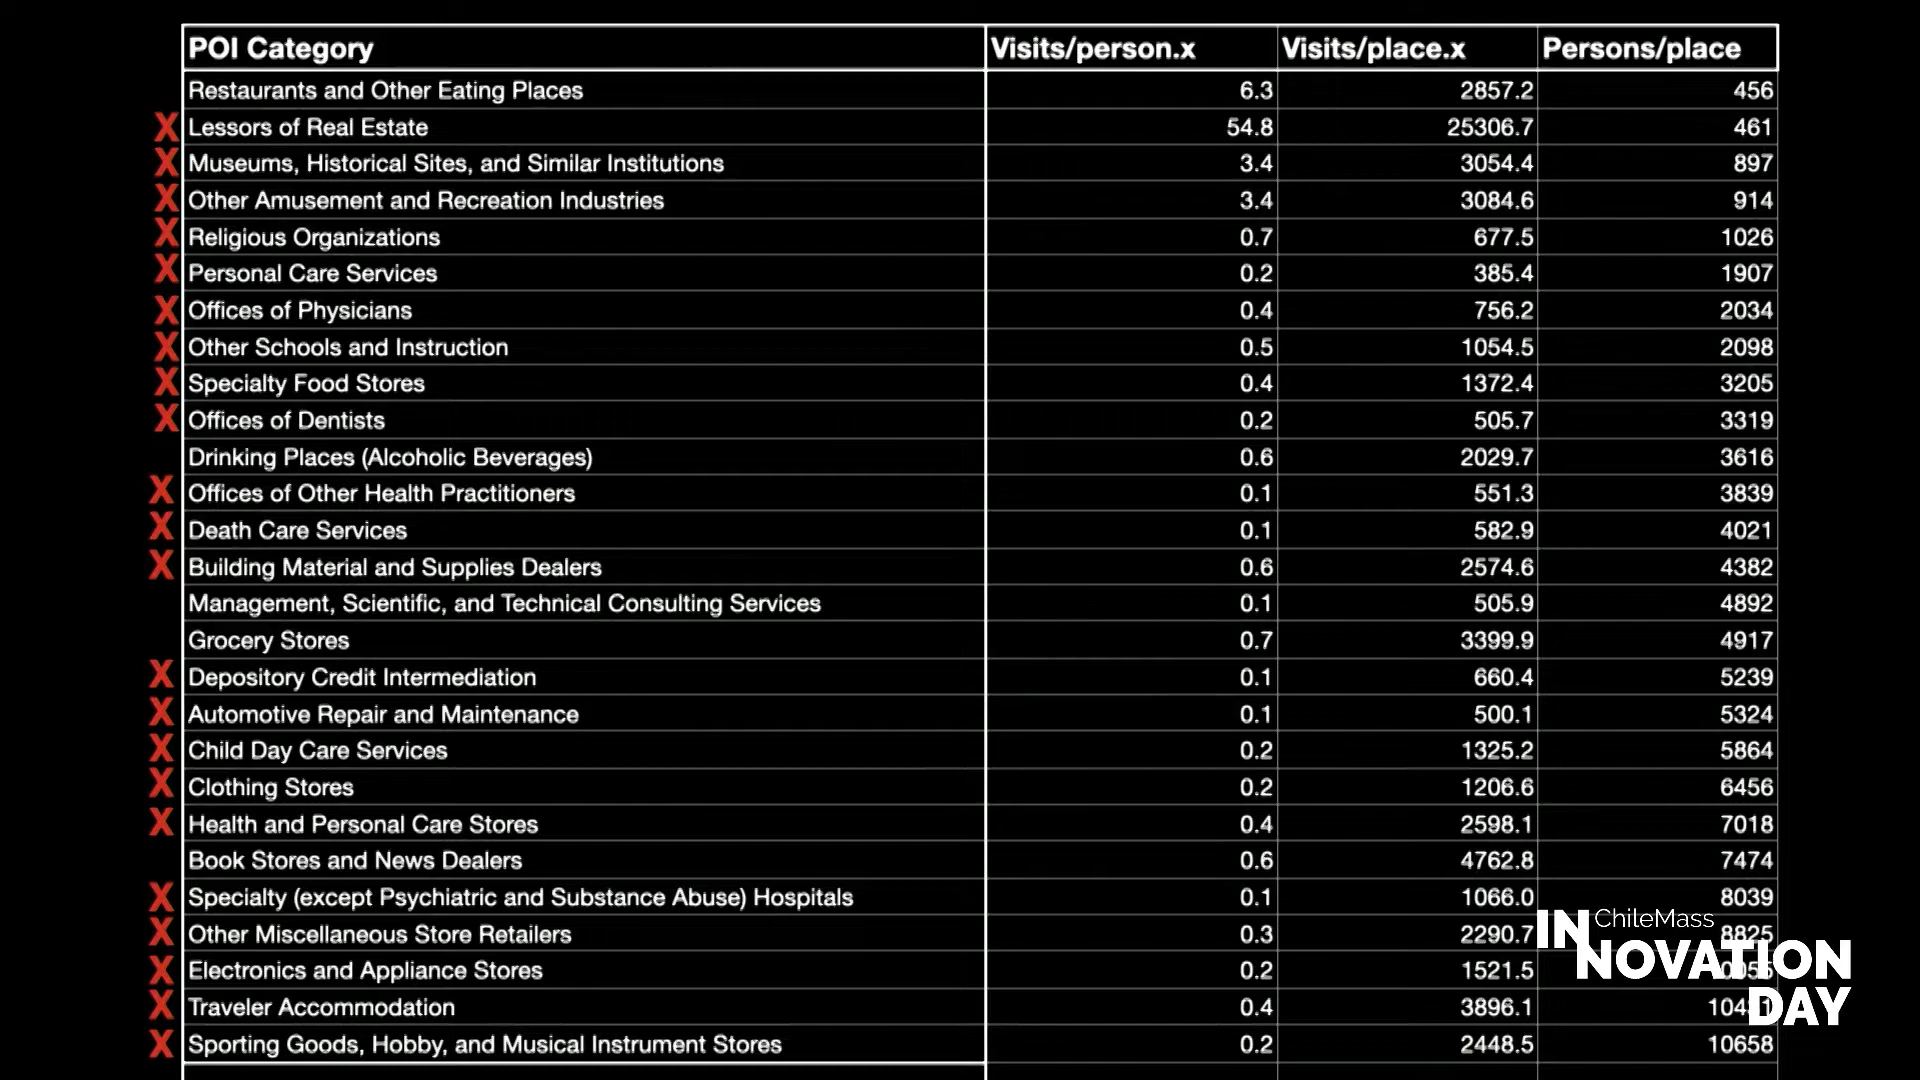 POI Category Visits/person.x Visits/place.x Persons/place
Restaurants and Other Eating Places 6.3 2857.2 456
X Lessors of Real Estate 54.8 25306.7 461
X Museums, Historical Sites, and Similar Institutions 3.4 3054.4 897
X Other Amusement and Recreation Industries 3.4 3084.6 914
X Religious Organizations 0.7 677.5 1026
X Personal Care Services 0.2 385.4 1907
X Offices of Physicians 0.4 756.2 2034
X Other Schools and Instruction 0.5 1054.5 2098
X Specialty Food Stores 0.4 1372.4 3205
X Offices of Dentists 0.2 505.7 3319
Drinking Places (Alcoholic Beverages) 0.6 2029.7 3616
X Offices of Other Health Practitioners 0.1 551.3 3839
X Death Care Services 0.1 582.9 4021
X Building Material and Supplies Dealers 0.6 2574.6 4382
Management, Scientific, and Technical Consulting Services 0.1 505.9 4892
Grocery Stores 0.7 3399.9 4917
X Depository Credit Intermediation 0.1 660.4 5239
X Automotive Repair and Maintenance 0.1 500.1 5324
X Child Day Care Services 0.2 1325.2 5864
X Clothing Stores 0.2 1206.6 6456
X Health and Personal Care Stores 0.4 2598.1 7018
Book Stores and News Dealers 0.6 4762.8 7474
X Specialty (except Psychiatric and Substance Abuse) Hospitals 0.1 1066.0 8039
X Other Miscellaneous Store Retailers 0.3 2290.7 8825
X Electronics and Appliance Stores 0.2 1521.5
X Traveler Accommodation 0.4 3896.1
X Sporting Goods, Hobby, and Musical Instrument Stores 0.2 2448.5 10658
ChileMass
INNOVATION
DAY